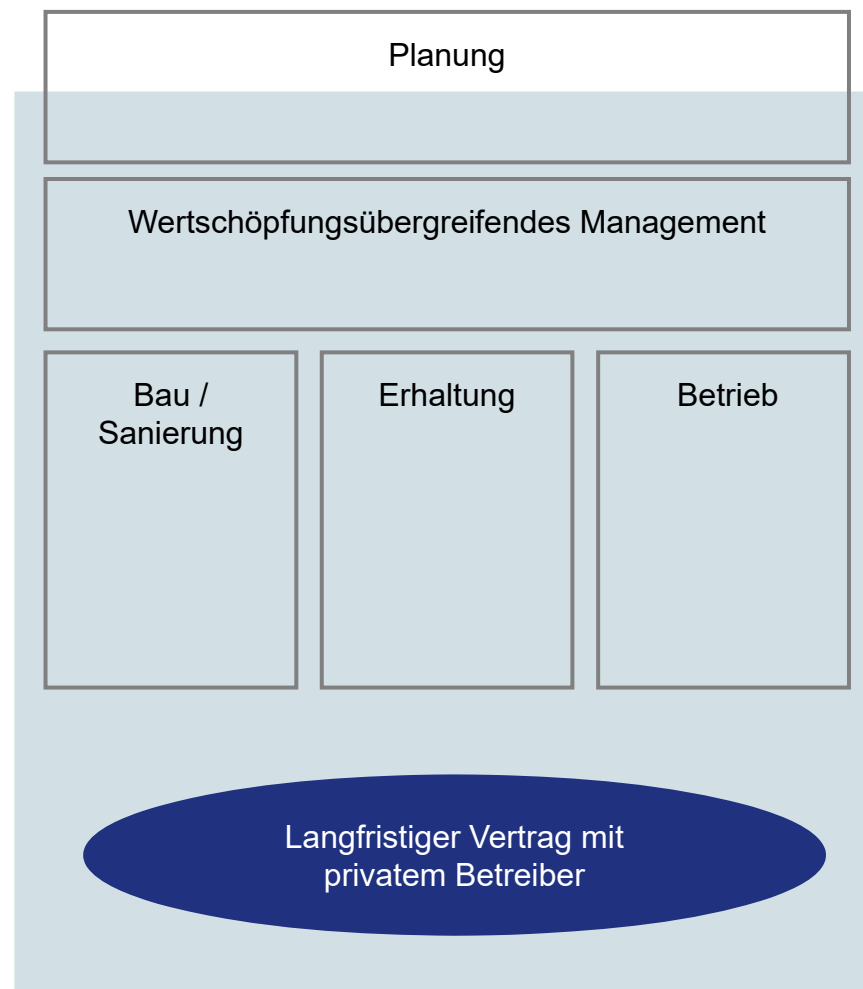 Planung
Wertschöpfungsübergreifendes Management
Bau /
Sanierung
Erhaltung
Betrieb
Langfristiger Vertrag mit
privatem Betreiber